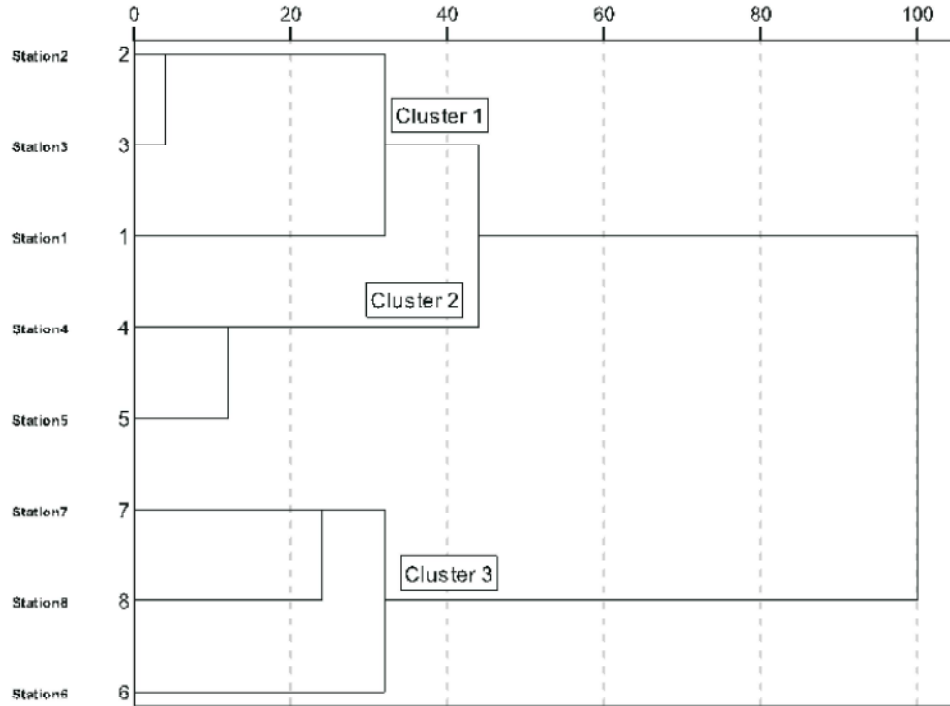 0 20 40 60 80 100
Station2 2
Cluster 1
Station3 3
Station1 1
Cluster 2
Station4 4
Station5 5
Station7 7
Cluster 3
Station8 8
Station6 6